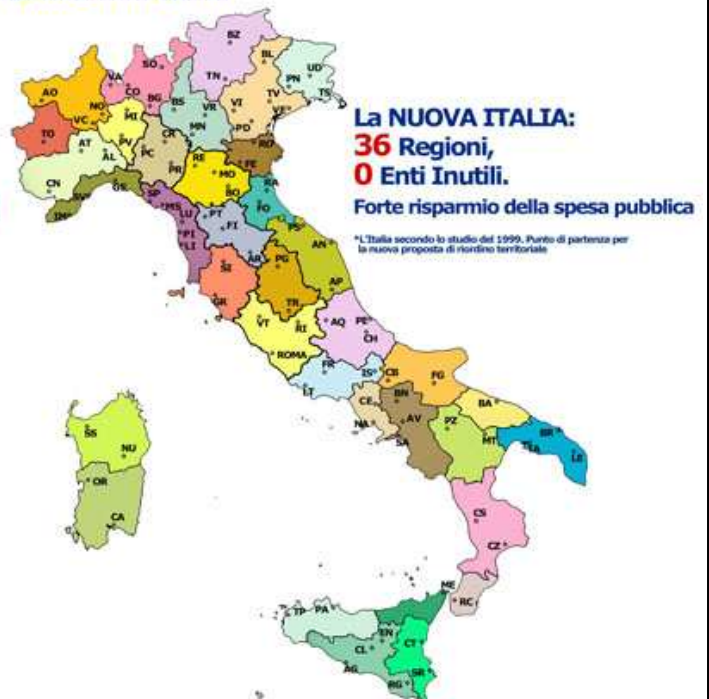 La NUOVA ITALIA:
36 Regioni,
0 Enti Inutili.
Forte risparmio della spesa pubblica
*L'Italia secondo lo studio del 1999. Punto di partenza per
la nuova proposta di riordino territoriale
BZ
SO
BL
UD
TN
PN
VA
AO
CO
BG
BS
VR
VI
TV
TS
NO
MI
VE
VC
PD
TO
MN
CR
RO
AT
PV
PC
RE
FE
AL
PR
MO
RA
CN
GE
BO
SV
SP
MS
FO
IM
LU
PT
FI
PS
PI
AN
LI
AR
PG
SI
AP
GR
TR
VT
RI
AQ
PE
CH
ROMA
FR
IS
CB
FG
LT
BN
BA
CE
AV
PZ
NA
MT
BR
SA
TA
LE
SS
NU
OR
CA
CS
CZ
ME
RC
TP
PA
EN
CT
CL
AG
SR
RG